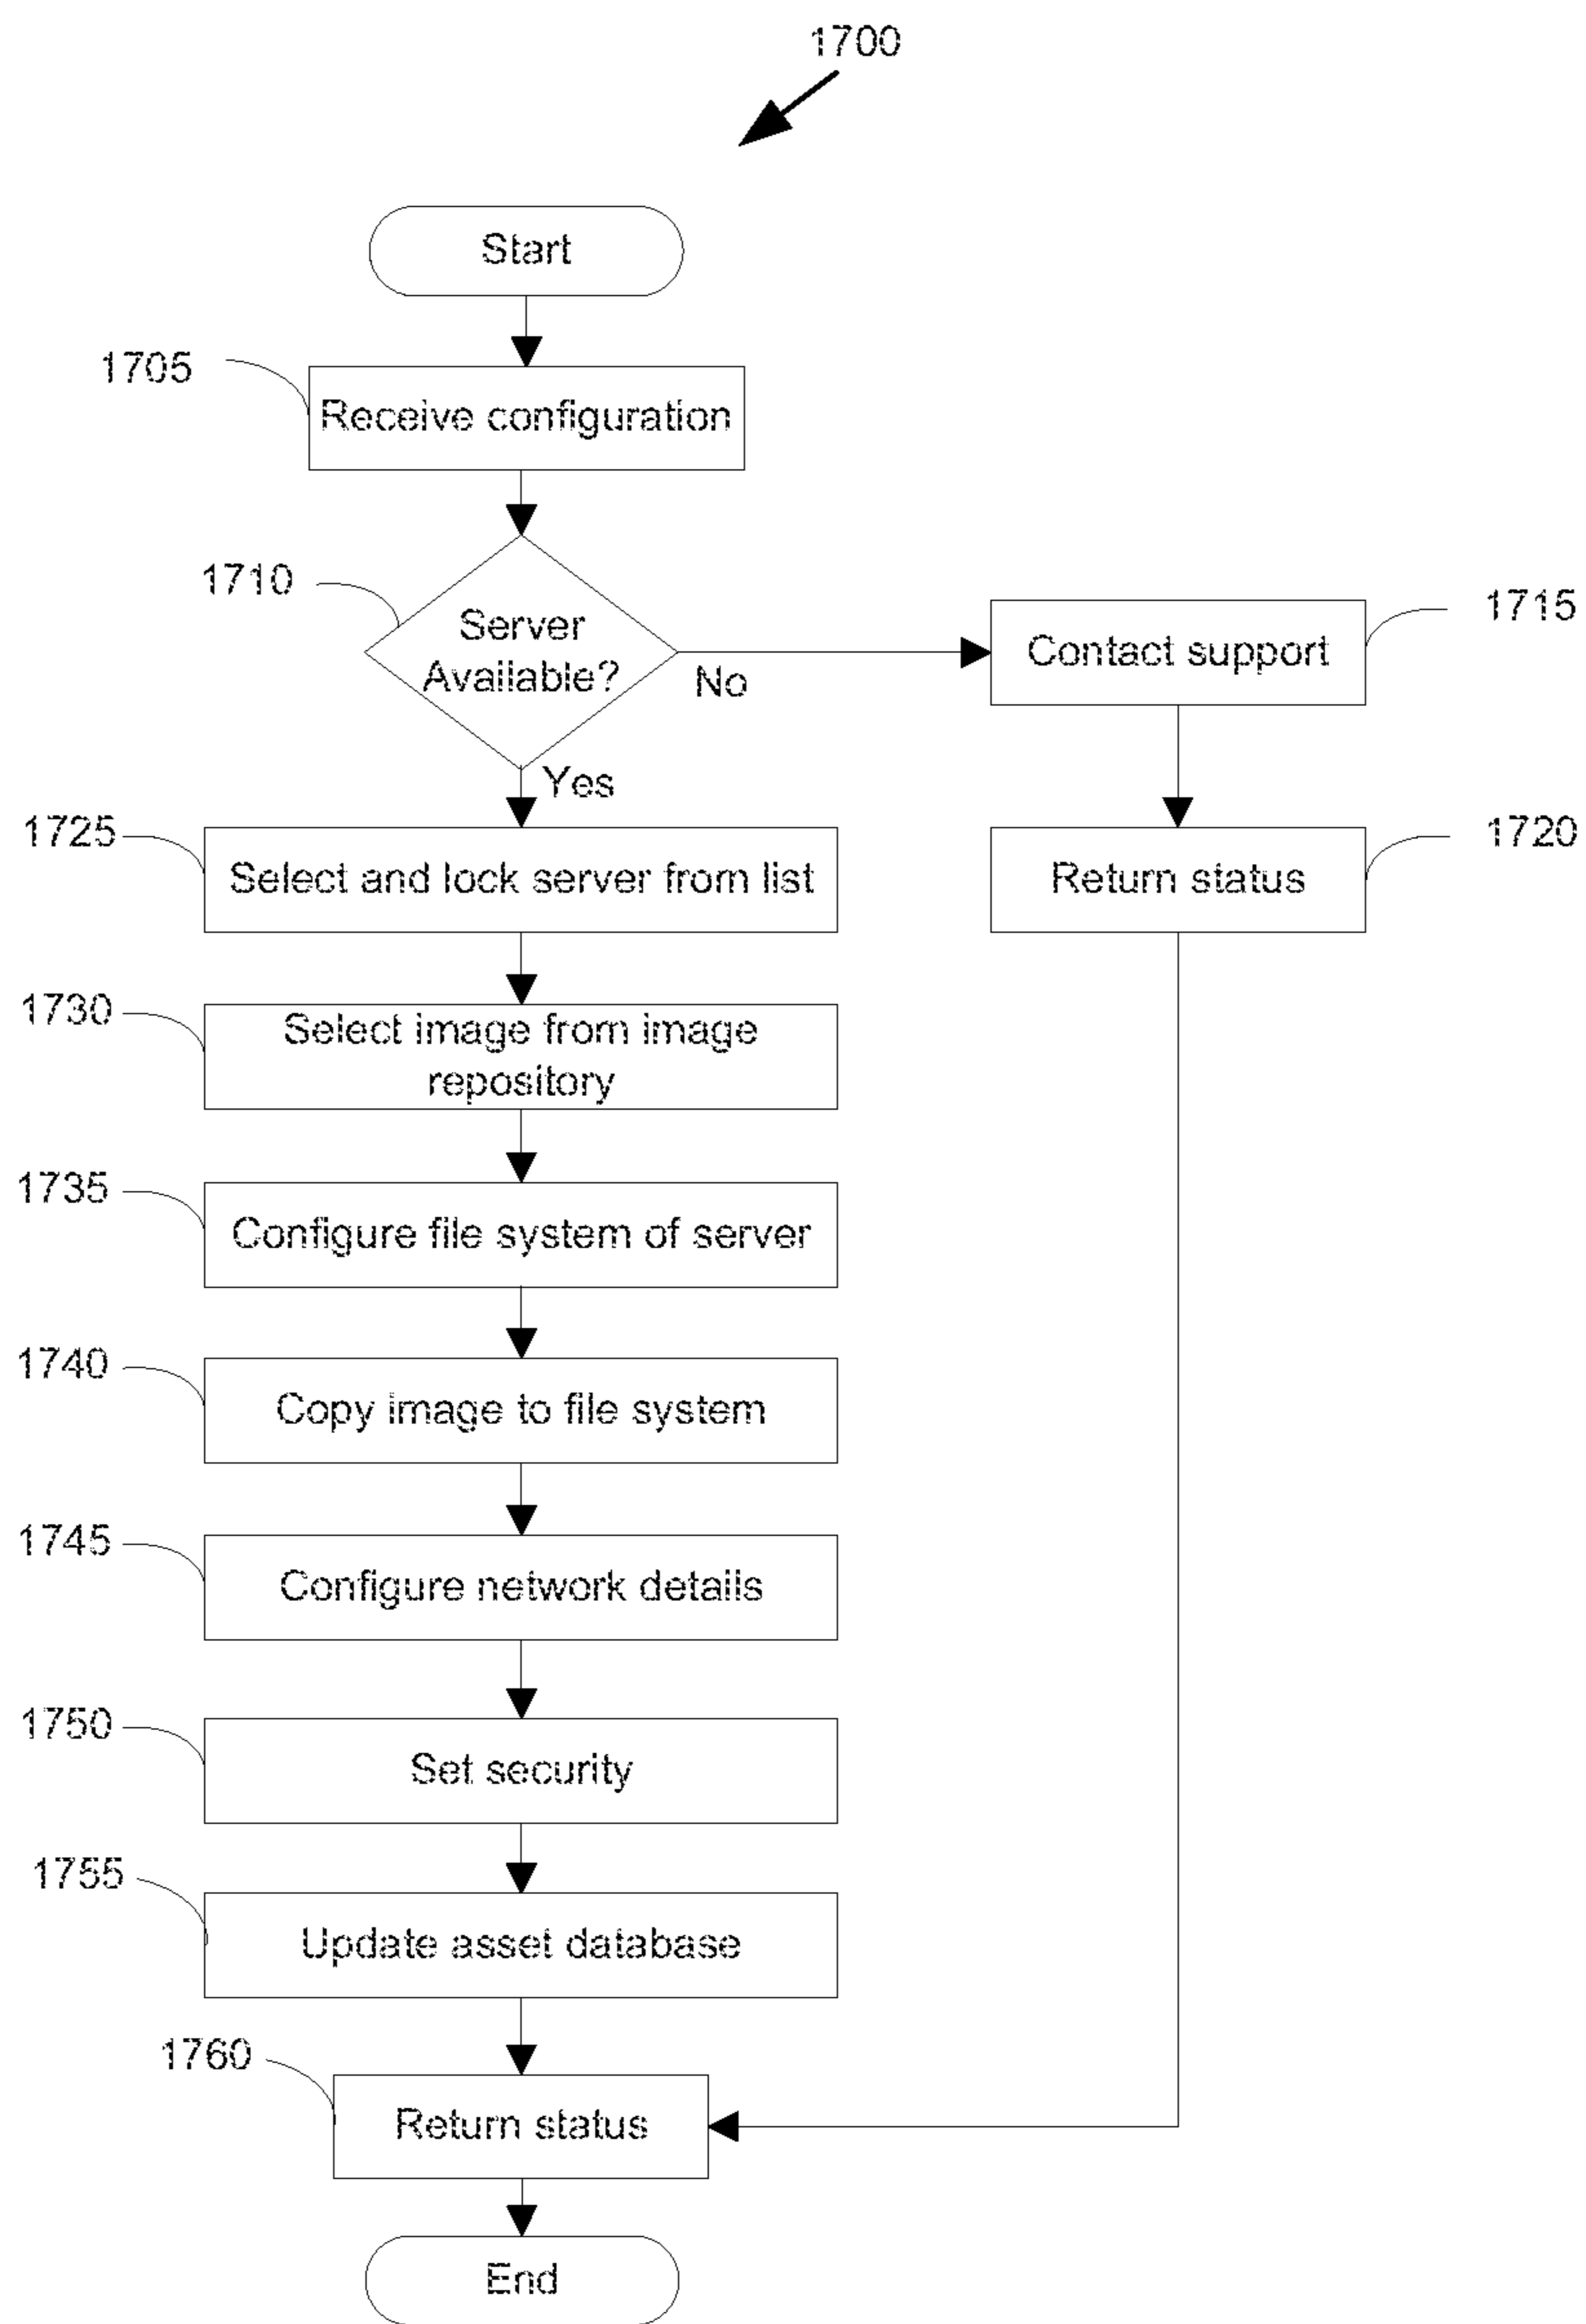 1700
Start
1705
Receive configuration
1710
Server
Available?
No
Yes
1715
Contact support
1720
Return status
1725
Select and lock server from list
1730
Select image from image
repository
1735
Configure file system of server
1740
Copy image to file system
1745
Configure network details
1750
Set security
1755
Update asset database
1760
Return status
End